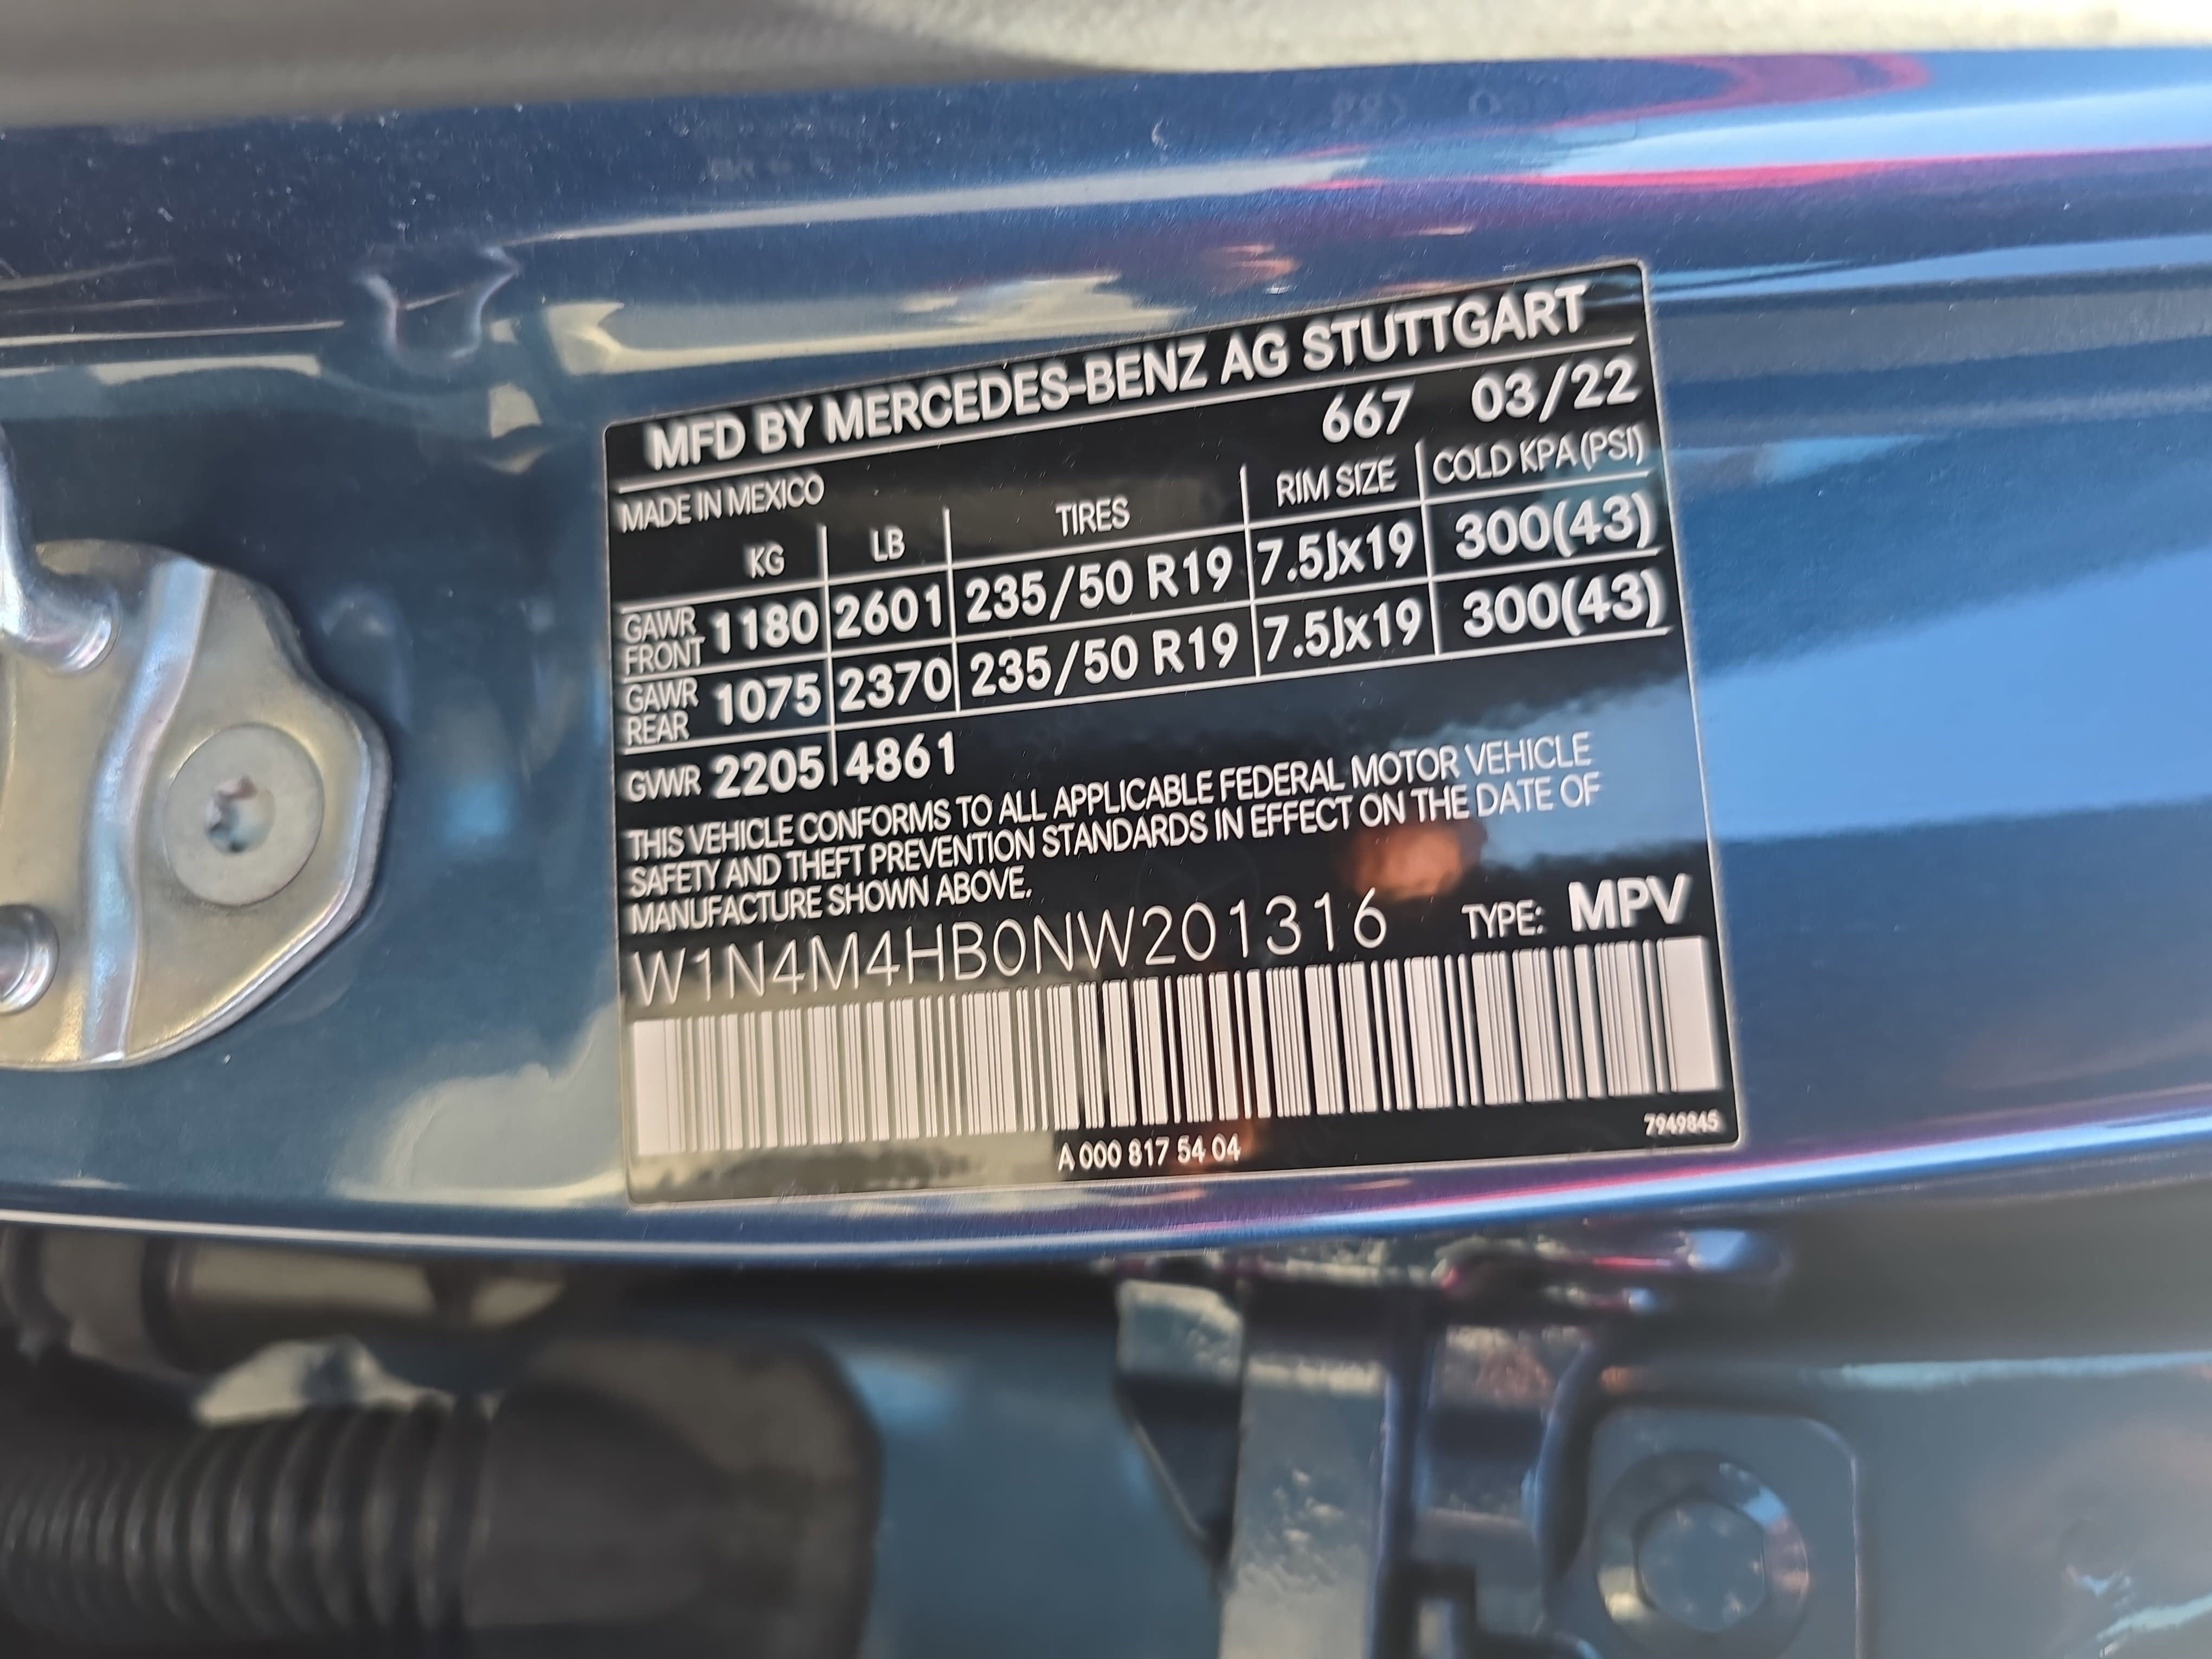 MFD BY MERCEDES-BENZ AG STUTTGART
667 03/22
MADE IN MEXICO
KG LB TIRES RIM SIZE COLD KPA (PSI)
GAWR FRONT 1180 2601 235/50 R19 7.5Jx19 300(43)
GAWR REAR 1075 2370 235/50 R19 7.5Jx19 300(43)
GVWR 2205 4861
THIS VEHICLE CONFORMS TO ALL APPLICABLE FEDERAL MOTOR VEHICLE
SAFETY AND THEFT PREVENTION STANDARDS IN EFFECT ON THE DATE OF
MANUFACTURE SHOWN ABOVE.
W1N4M4HB0NW201316 TYPE: MPV
A 000 817 54 04
7949845